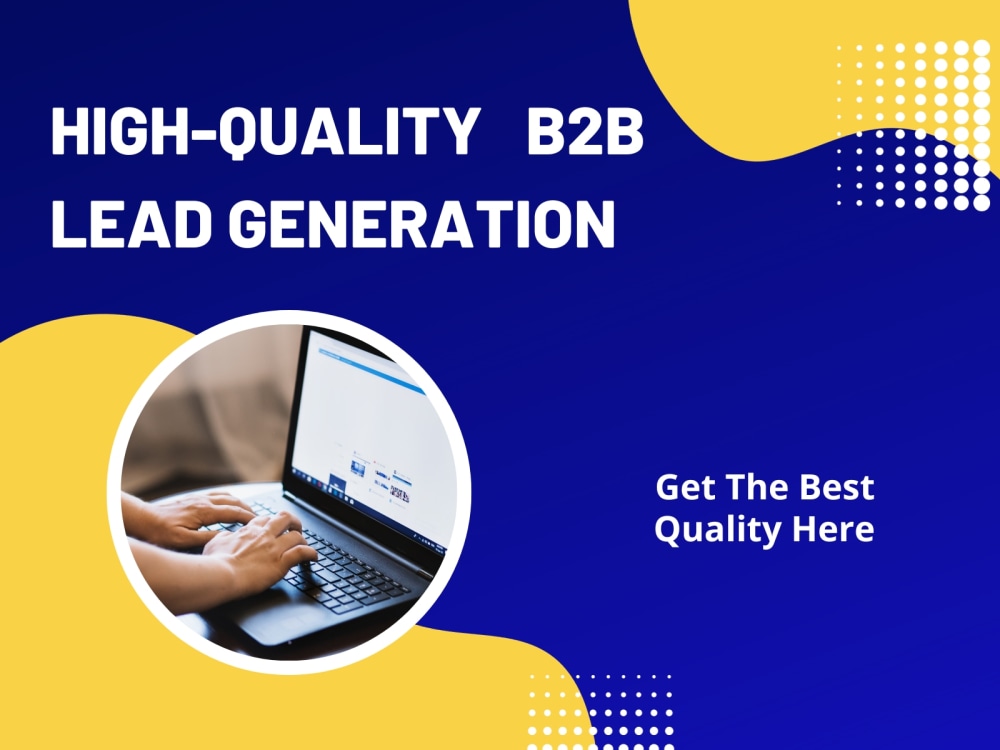 HIGH-QUALITY B2B
LEAD GENERATION
Get The Best
Quality Here